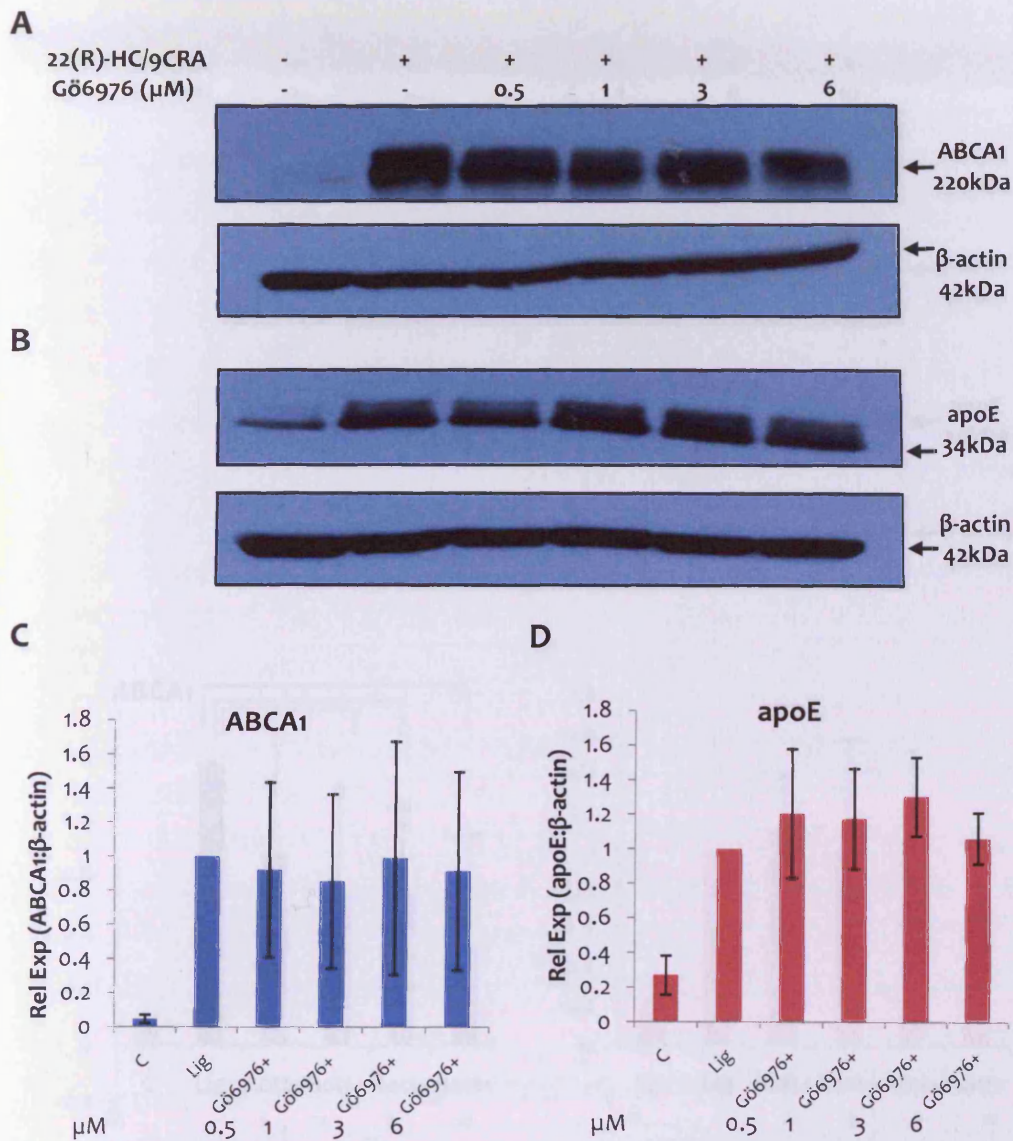 A
22(R)-HC/9CRA - + + + + +
Gö6976 (µM) - - 0.5 1 3 6
ABCA1
220kDa
β-actin
42kDa
B
apoE
34kDa
β-actin
42kDa
C
ABCA1
Rel Exp (ABCA1:β-actin)
1.8
1.6
1.4
1.2
1
0.8
0.6
0.4
0.2
0
C Lig Gö6976+ Gö6976+ Gö6976+ Gö6976+
µM 0.5 1 3 6
D
apoE
Rel Exp (apoE:β-actin)
1.8
1.6
1.4
1.2
1
0.8
0.6
0.4
0.2
0
C Lig Gö6976+ Gö6976+ Gö6976+ Gö6976+
µM 0.5 1 3 6